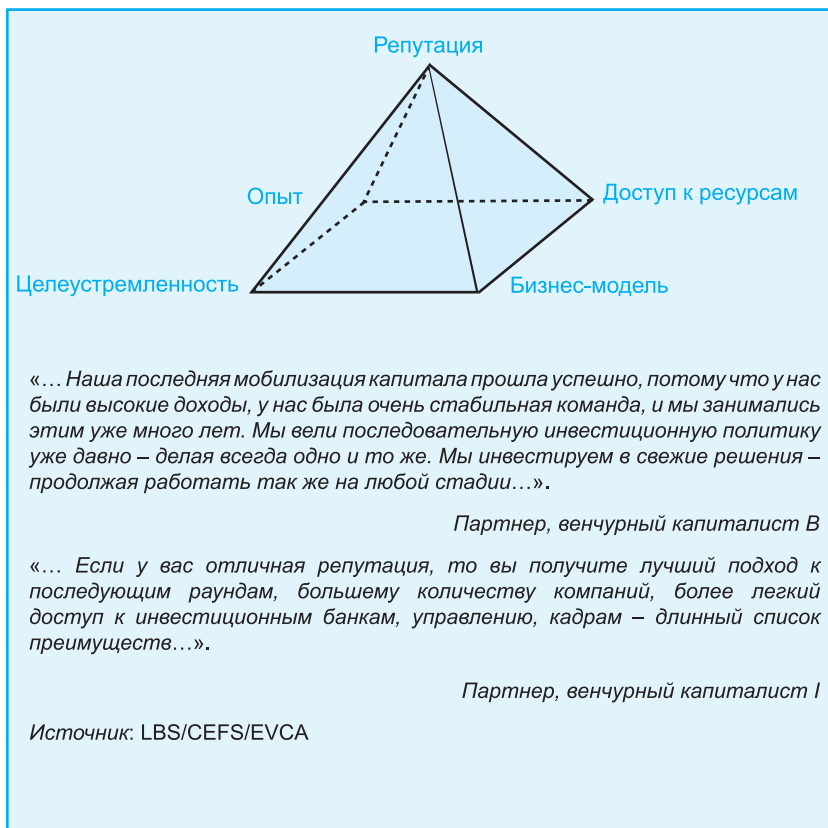 Репутация
Опыт
Доступ к ресурсам
Целеустремленность
Бизнес-модель
«… Наша последняя мобилизация капитала прошла успешно, потому что у нас
были высокие доходы, у нас была очень стабильная команда, и мы занимались
этим уже много лет. Мы вели последовательную инвестиционную политику
уже давно – делая всегда одно и то же. Мы инвестируем в свежие решения –
продолжая работать так же на любой стадии…».
Партнер, венчурный капиталист В
«… Если у вас отличная репутация, то вы получите лучший подход к
последующим раундам, большему количеству компаний, более легкий
доступ к инвестиционным банкам, управлению, кадрам – длинный список
преимуществ…».
Партнер, венчурный капиталист I
Источник: LBS/CEFS/EVCA